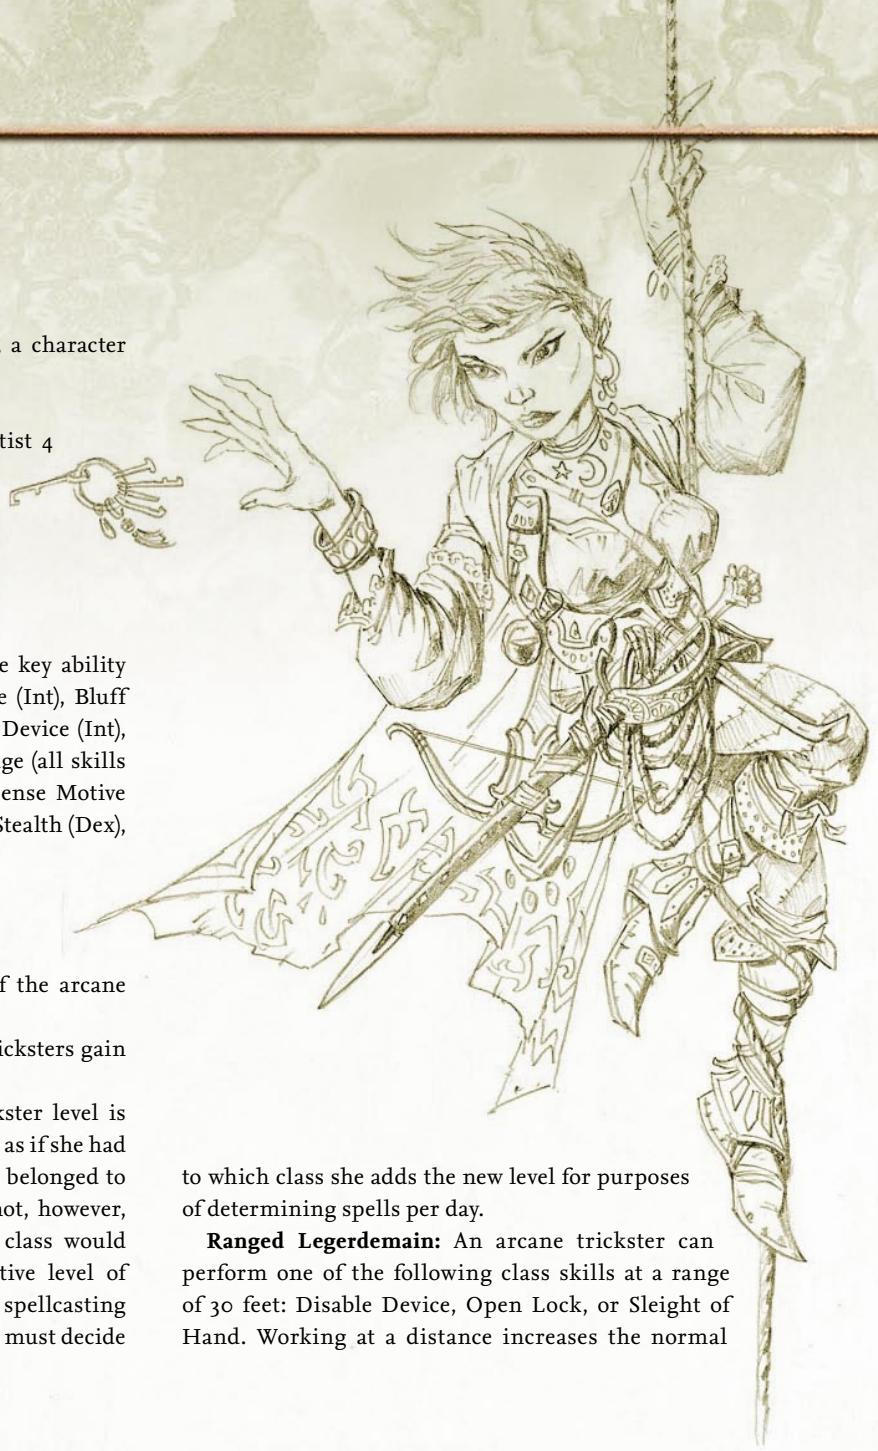 a character
tist 4
e key ability
e (Int), Bluff
Device (Int),
ge (all skills
ense Motive
Stealth (Dex),
f the arcane
icksters gain
kster level is
as if she had
belonged to
not, however,
class would
tive level of
spellcasting
must decide
to which class she adds the new level for purposes
of determining spells per day.
Ranged Legerdemain: An arcane trickster can
perform one of the following class skills at a range
of 30 feet: Disable Device, Open Lock, or Sleight of
Hand. Working at a distance increases the normal